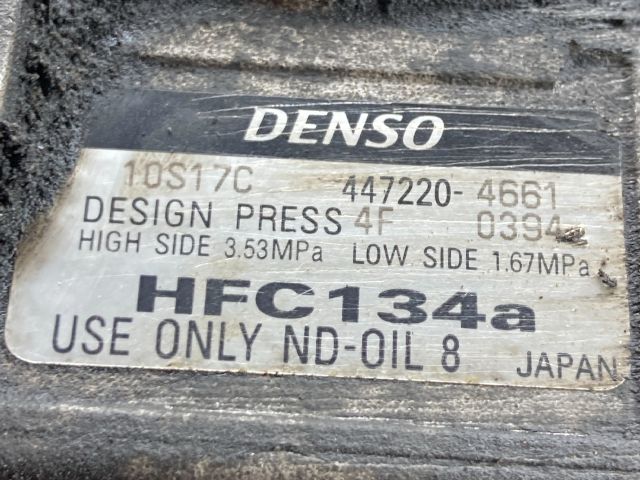 DENSO
10S17C 447220-4661
DESIGN PRESS 4F 0394
HIGH SIDE 3.53MPa LOW SIDE 1.67MPa
HFC134a
USE ONLY ND-OIL 8 JAPAN